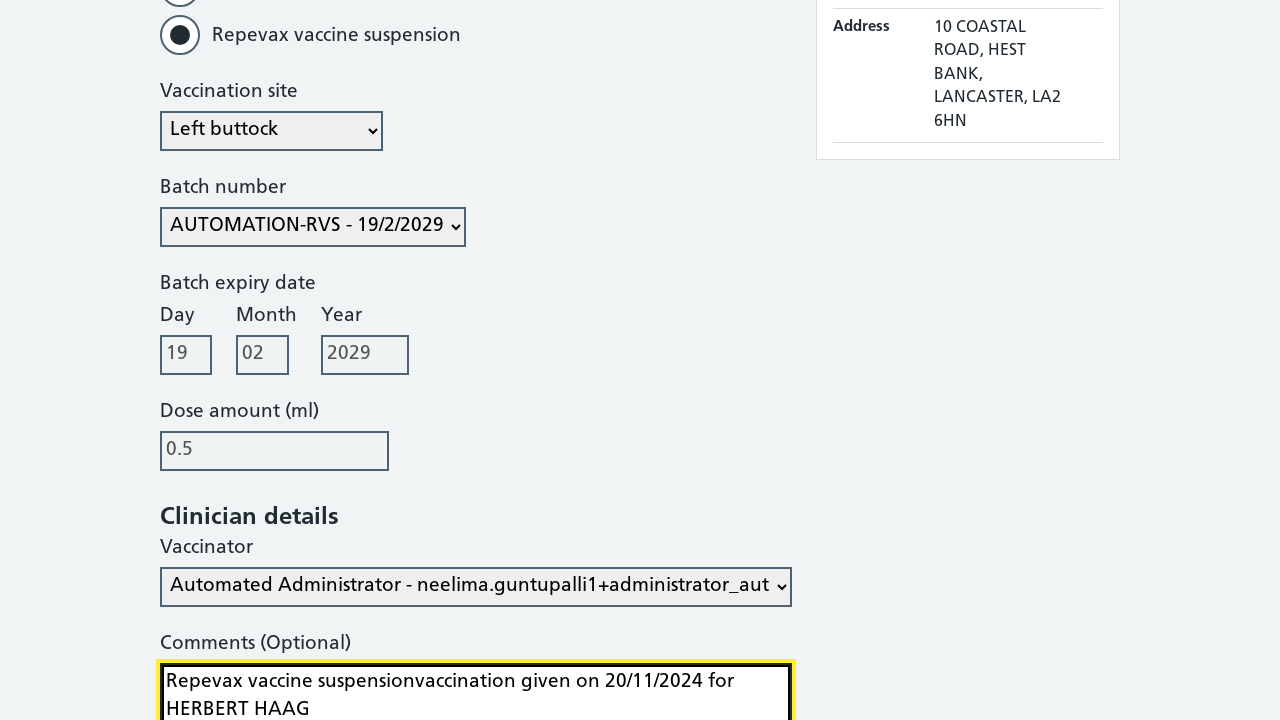 Repevax vaccine suspension
Vaccination site
Left buttock
Batch number
AUTOMATION-RVS - 19/2/2029
Batch expiry date
Day Month Year
19 02 2029
Dose amount (ml)
0.5
Clinician details
Vaccinator
Automated Administrator - neelima.guntupalli1+administrator_aut
Comments (Optional)
Repevax vaccine suspensionvaccination given on 20/11/2024 for
HERBERT HAAG
Address 10 COASTAL
ROAD, HEST
BANK,
LANCASTER, LA2
6HN